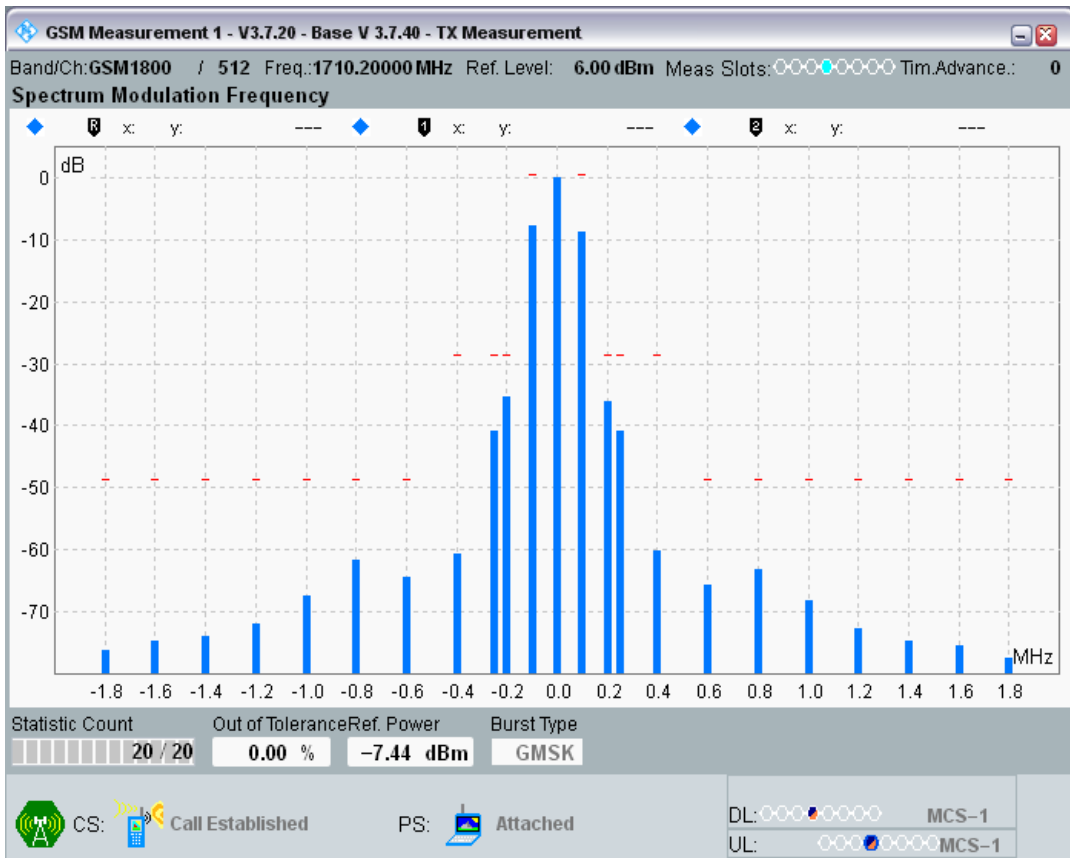 GSM Measurement 1 - V3.7.20 - Base V 3.7.40 - TX Measurement
Band/Ch:GSM1800 / 512 Freq.:1710.20000 MHz Ref. Level: 6.00 dBm Meas Slots: Tim.Advance.: 0
Spectrum Modulation Frequency
R x: y: --- 1 x: y: --- 2 x: y: ---
dB
0
-10
-20
-30
-40
-50
-60
-70
MHz
-1.8 -1.6 -1.4 -1.2 -1.0 -0.8 -0.6 -0.4 -0.2 0.0 0.2 0.4 0.6 0.8 1.0 1.2 1.4 1.6 1.8
Statistic Count Out of Tolerance Ref. Power Burst Type
20 / 20 0.00 % -7.44 dBm GMSK
CS: Call Established PS: Attached
DL: MCS-1
UL: MCS-1